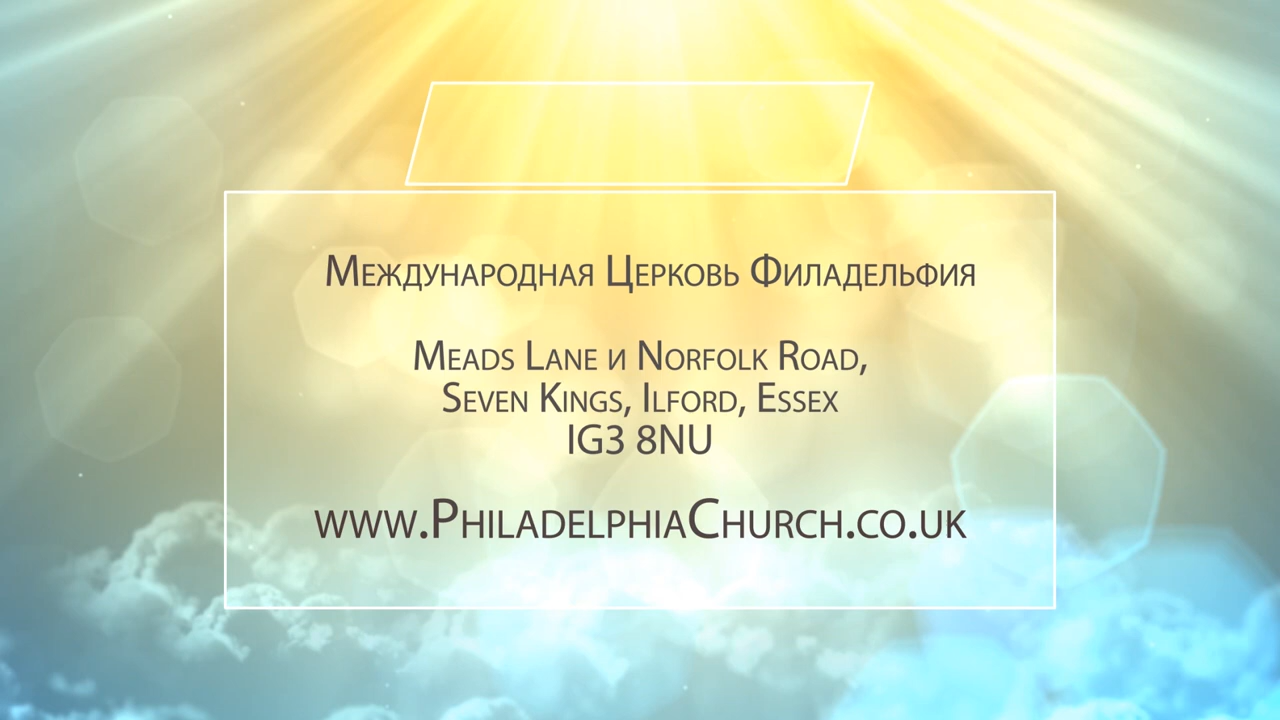 Международная Церковь Филадельфия
Meads Lane и Norfolk Road,
Seven Kings, Ilford, Essex
IG3 8NU
www.PhiladelphiaChurch.co.uk